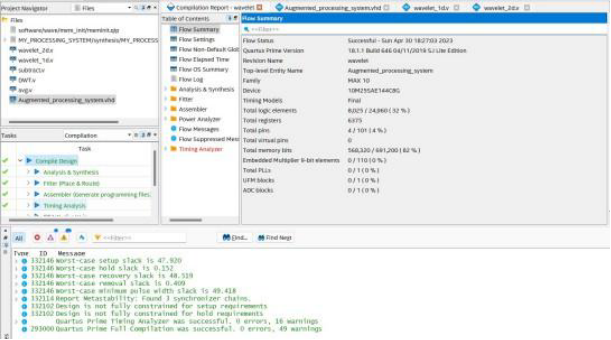 Project Navigator
Files
Files
software/wave/mem_init/meminit.qip
MY_PROCESSING_SYSTEM/synthesis/MY_PROCESS
wavelet_2d.v
wavelet_1d.v
subtract.v
DWT.v
avg.v
Augmented_processing_system.vhd
Tasks
Compilation
Task
Compile Design
Analysis & Synthesis
Fitter (Place & Route)
Assembler (Generate programming files)
Timing Analysis
Compilation Report - wavelet
Augmented_processing_system.vhd
wavelet_1d.v
wavelet_2d.v
Table of Contents
Flow Summary
Flow Settings
Flow Non-Default Glob
Flow Elapsed Time
Flow OS Summary
Flow Log
Analysis & Synthesis
Fitter
Assembler
Power Analyzer
Flow Messages
Flow Suppressed Mess
Timing Analyzer
Flow Summary
<<Filter>>
Flow Status Successful - Sun Apr 30 18:27:03 2023
Quartus Prime Version 18.1.1 Build 646 04/11/2019 SJ Lite Edition
Revision Name wavelet
Top-level Entity Name Augmented_processing_system
Family MAX 10
Device 10M25SAE144C8G
Timing Models Final
Total logic elements 8,025 / 24,960 ( 32 % )
Total registers 6375
Total pins 4 / 101 ( 4 % )
Total virtual pins 0
Total memory bits 568,320 / 691,200 ( 82 % )
Embedded Multiplier 9-bit elements 0 / 110 ( 0 % )
Total PLLs 0 / 1 ( 0 % )
UFM blocks 0 / 1 ( 0 % )
ADC blocks 0 / 1 ( 0 % )
All
<<Filter>>
Find...
Find Next
Type ID Message
332146 Worst-case setup slack is 47.920
332146 Worst-case hold slack is 0.152
332146 Worst-case recovery slack is 48.519
332146 Worst-case removal slack is 0.409
332146 Worst-case minimum pulse width slack is 49.418
332114 Report Metastability: Found 3 synchronizer chains.
332102 Design is not fully constrained for setup requirements
332102 Design is not fully constrained for hold requirements
Quartus Prime Timing Analyzer was successful. 0 errors, 16 warnings
293000 Quartus Prime Full Compilation was successful. 0 errors, 49 warnings